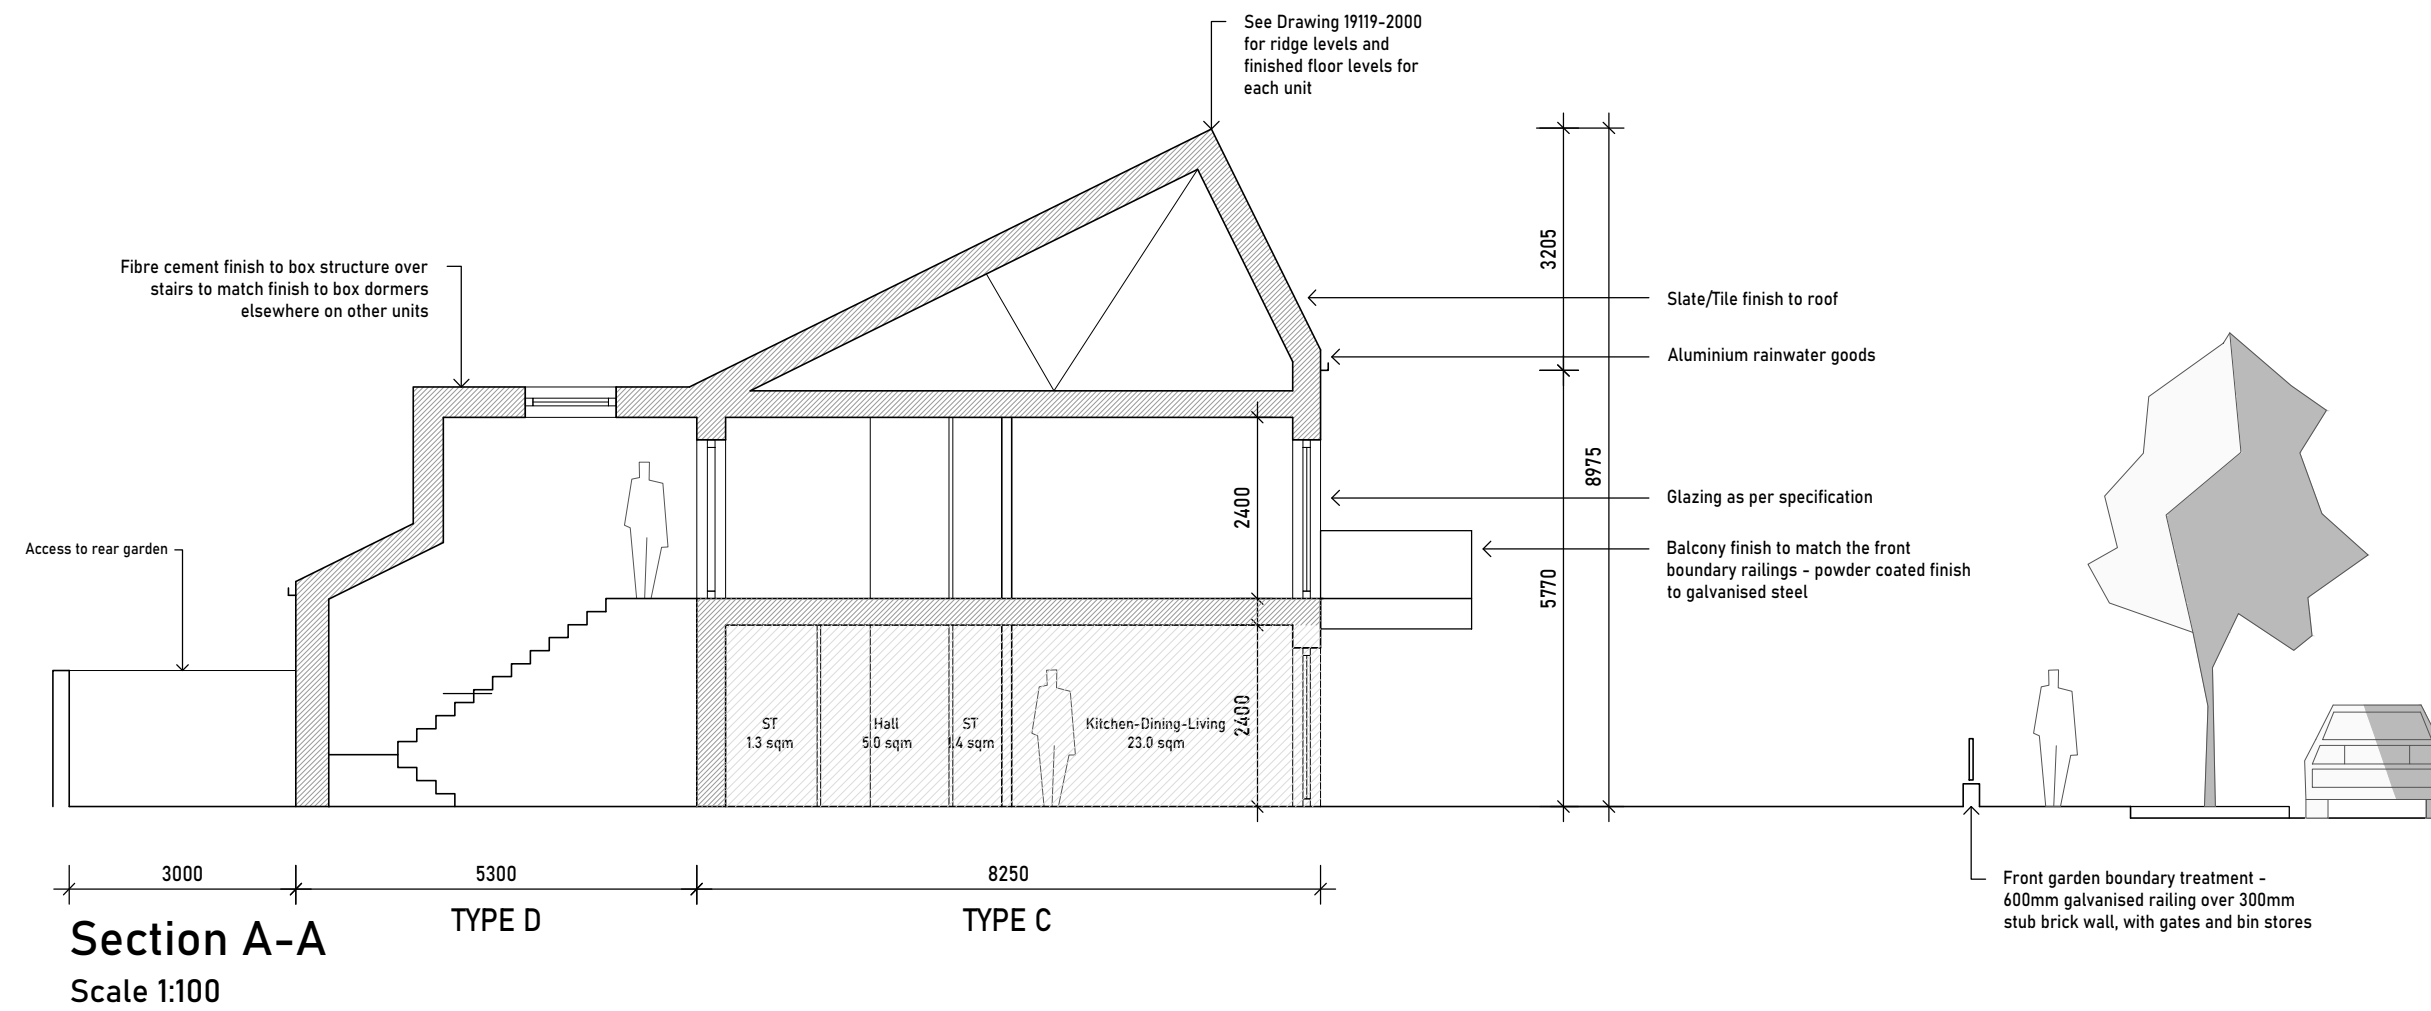 See Drawing 19119-2000
for ridge levels and
finished floor levels for
each unit
Fibre cement finish to box structure over
stairs to match finish to box dormers
elsewhere on other units
3205
Slate/Tile finish to roof
Aluminium rainwater goods
8975
Glazing as per specification
2400
Access to rear garden
Balcony finish to match the front
boundary railings - powder coated finish
to galvanised steel
5770
ST
1.3 sqm
Hall
5.0 sqm
ST
.4 sqm
Kitchen-Dining-Living
23.0 sqm
2400
3000
5300
8250
TYPE D
TYPE C
Front garden boundary treatment -
600mm galvanised railing over 300mm
stub brick wall, with gates and bin stores
Section A-A
Scale 1:100